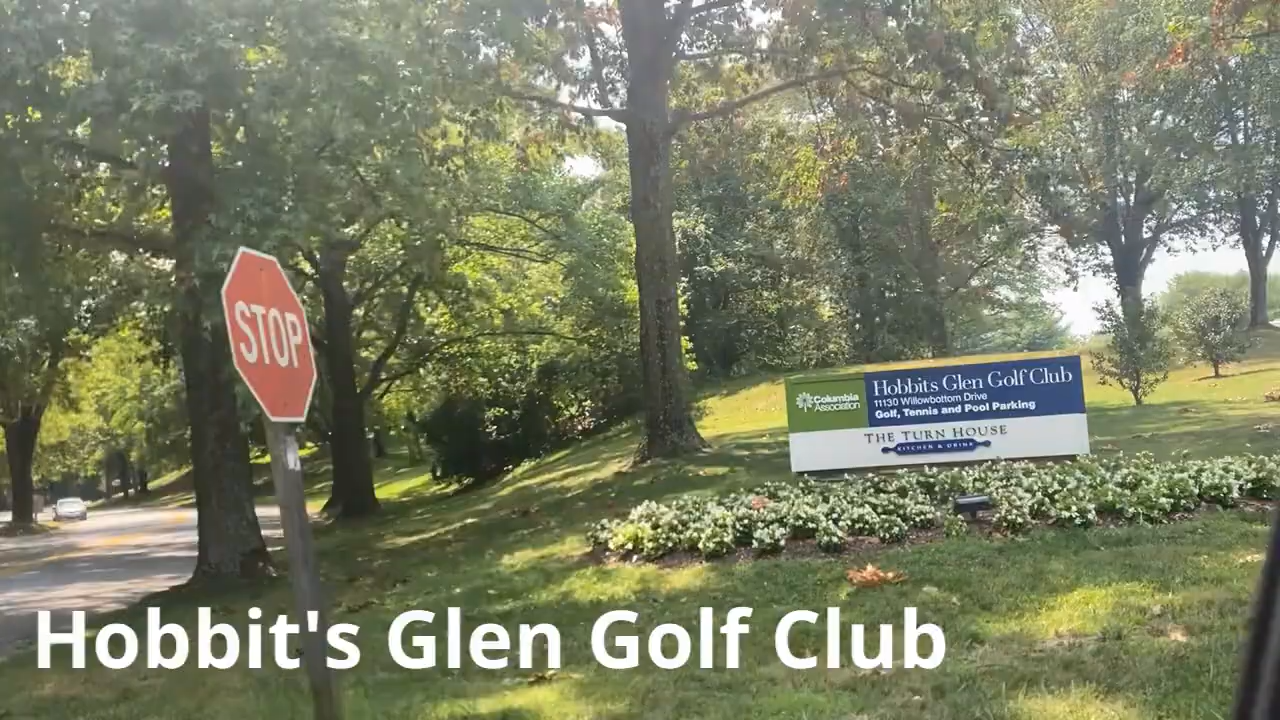 STOP
Columbia
Association
Hobbits Glen Golf Club
11130 Willowbottom Drive
Golf, Tennis and Pool Parking
THE TURN HOUSE
KITCHEN & DRINK
Hobbit's Glen Golf Club